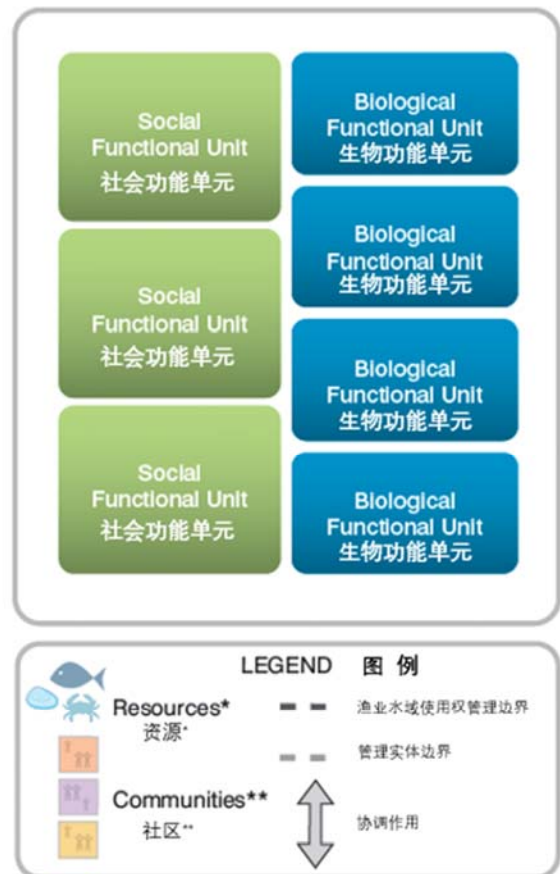 Social
Functional Unit
社会功能单元
Social
Functional Unit
社会功能单元
Social
Functional Unit
社会功能单元
Biological
Functional Unit
生物功能单元
Biological
Functional Unit
生物功能单元
Biological
Functional Unit
生物功能单元
Biological
Functional Unit
生物功能单元
LEGEND 图 例
Resources*
资源*
Communities**
社区**
渔业水域使用权管理边界
管理实体边界
协调作用